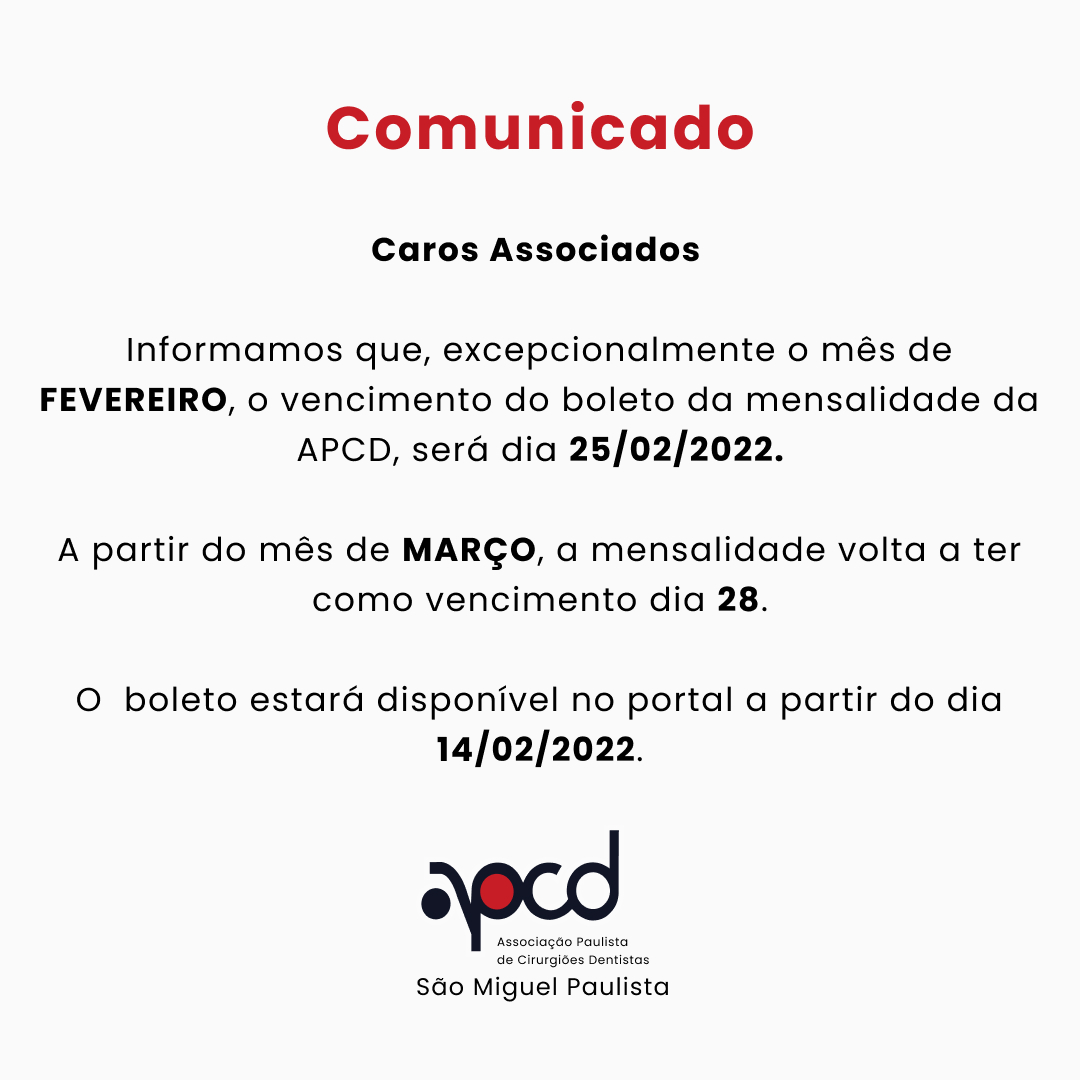 Comunicado
Caros Associados
Informamos que, excepcionalmente o mês de
FEVEREIRO, o vencimento do boleto da mensalidade da
APCD, será dia 25/02/2022.
A partir do mês de MARÇO, a mensalidade volta a ter
como vencimento dia 28.
O  boleto estará disponível no portal a partir do dia
14/02/2022.
apcd
Associação Paulista
de Cirurgiões Dentistas
São Miguel Paulista